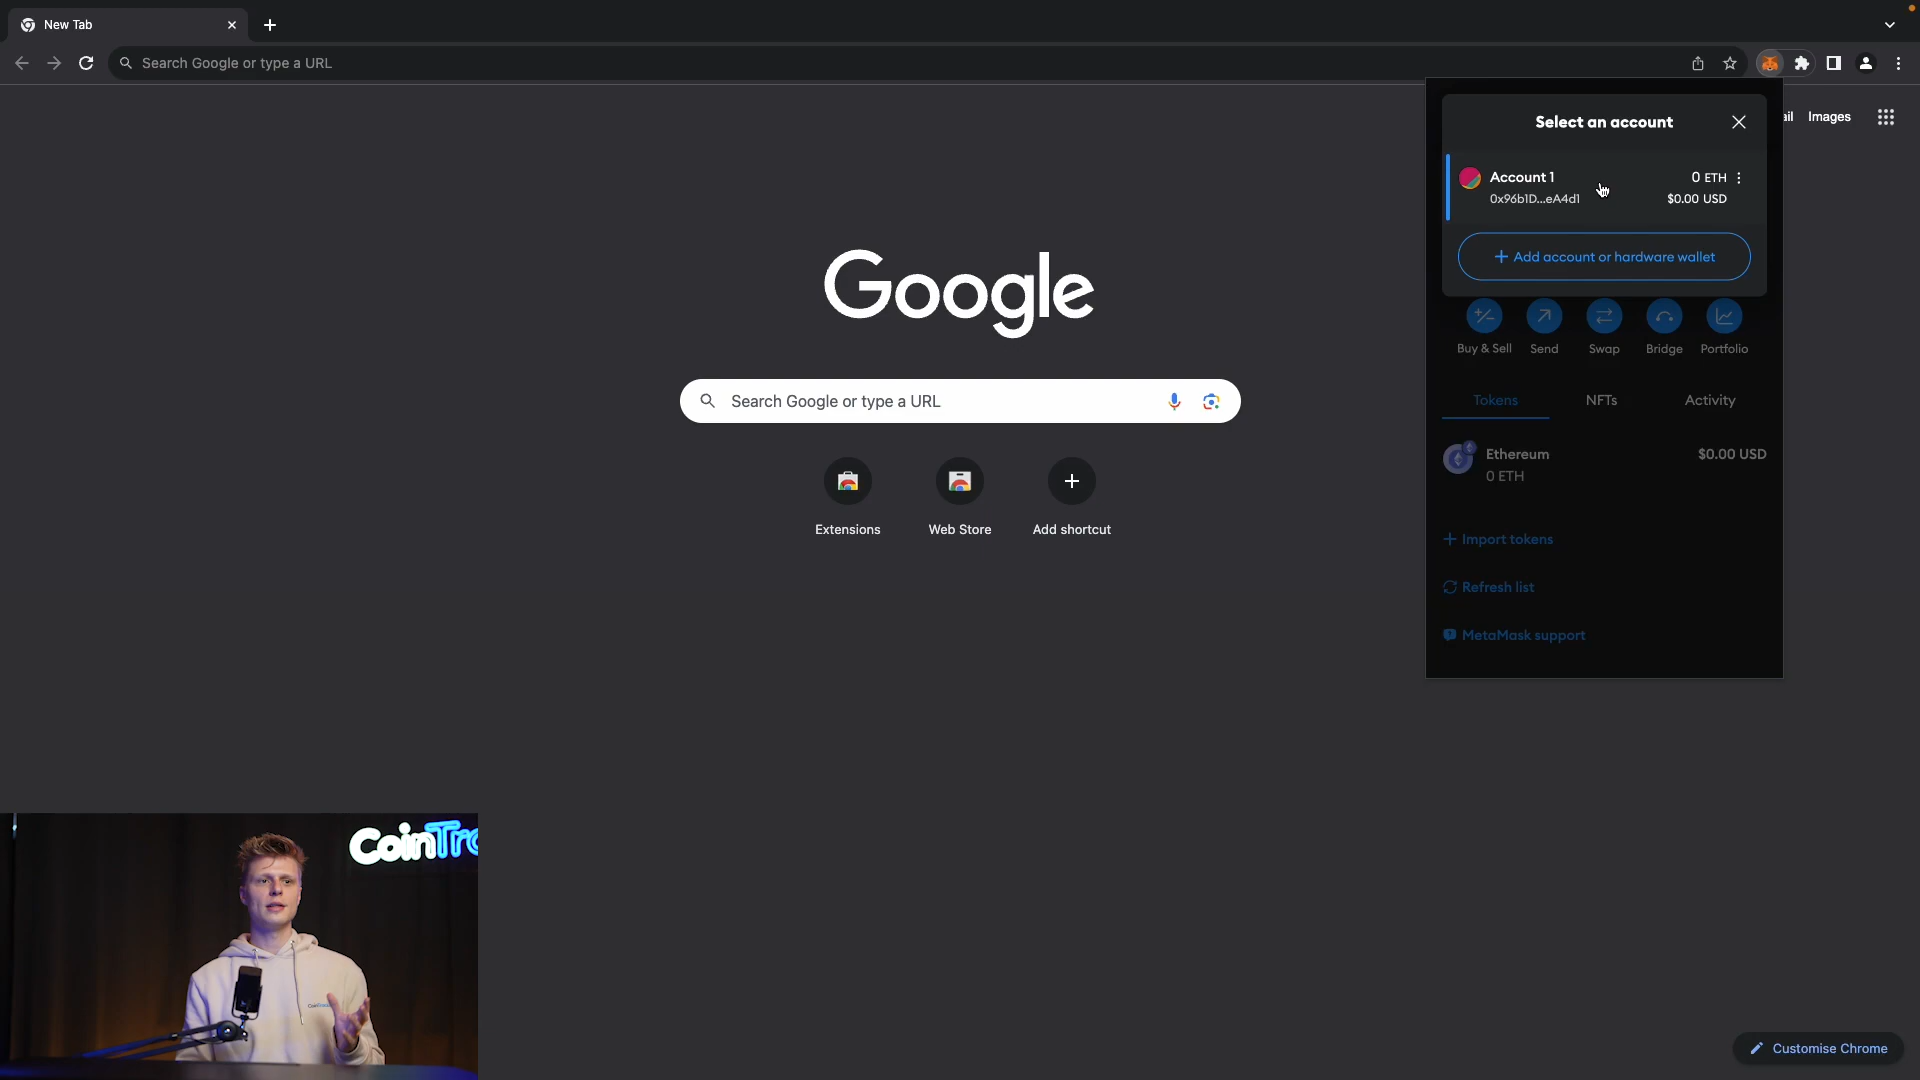 New Tab
Search Google or type a URL
Select an account
ail Images
Account 1 0 ETH
0x96b1D...eA4d1 $0.00 USD
+ Add account or hardware wallet
Google
Buy & Sell Send Swap Bridge Portfolio
Search Google or type a URL
Tokens NFTs Activity
Ethereum $0.00 USD
0 ETH
Extensions Web Store Add shortcut
+ Import tokens
Refresh list
MetaMask support
CoinTra
Customise Chrome